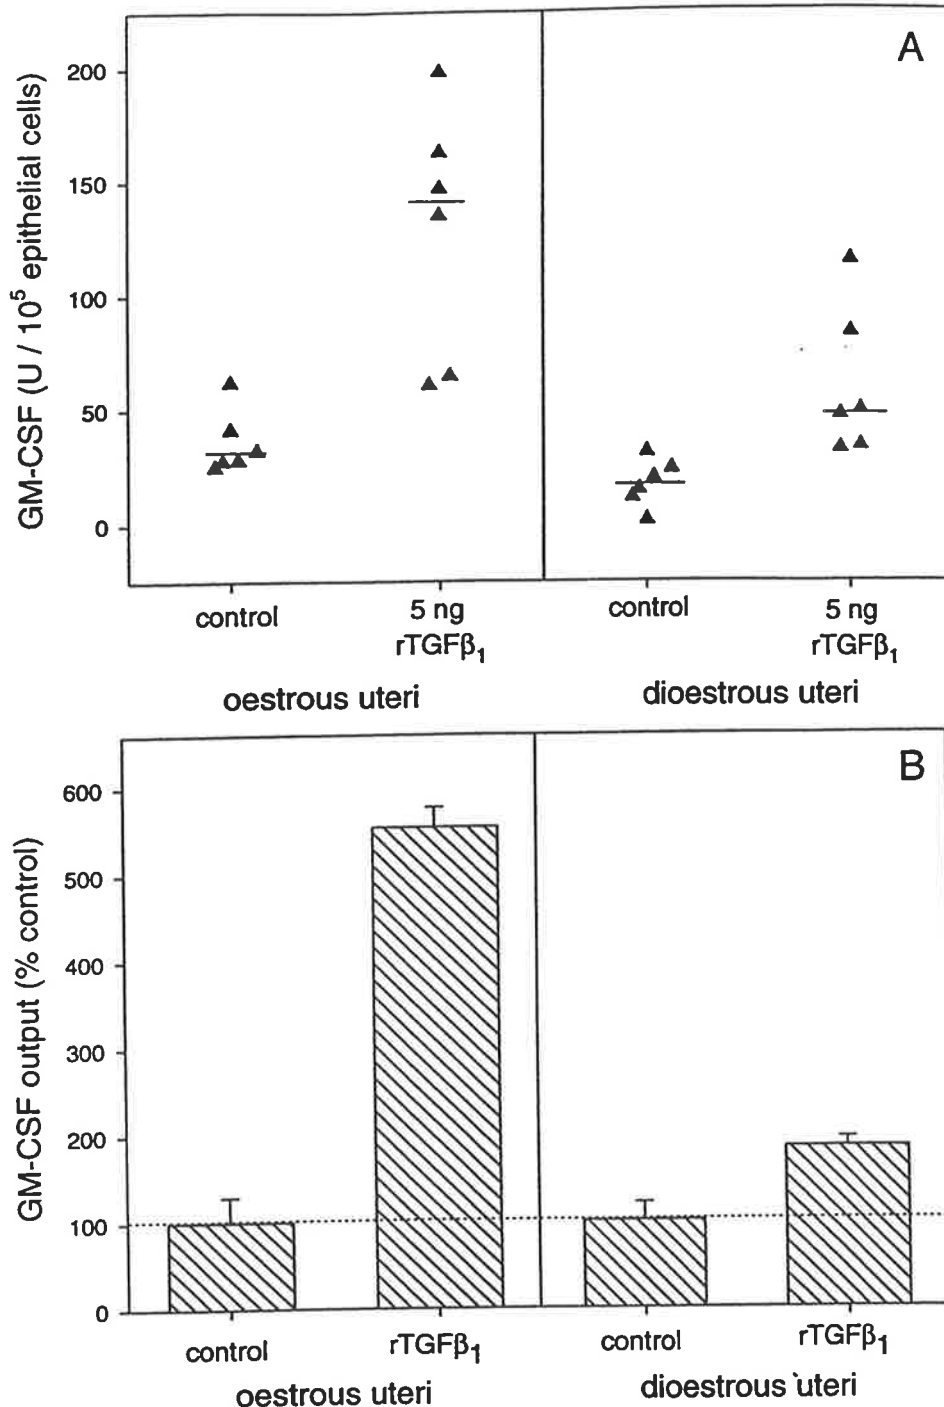 A
GM-CSF (U / 10⁵ epithelial cells)
200
150
100
50
0
control
5 ng
rTGFβ₁
control
5 ng
rTGFβ₁
oestrous uteri
dioestrous uteri
B
GM-CSF output (% control)
600
500
400
300
200
100
0
control
rTGFβ₁
control
rTGFβ₁
oestrous uteri
dioestrous uteri